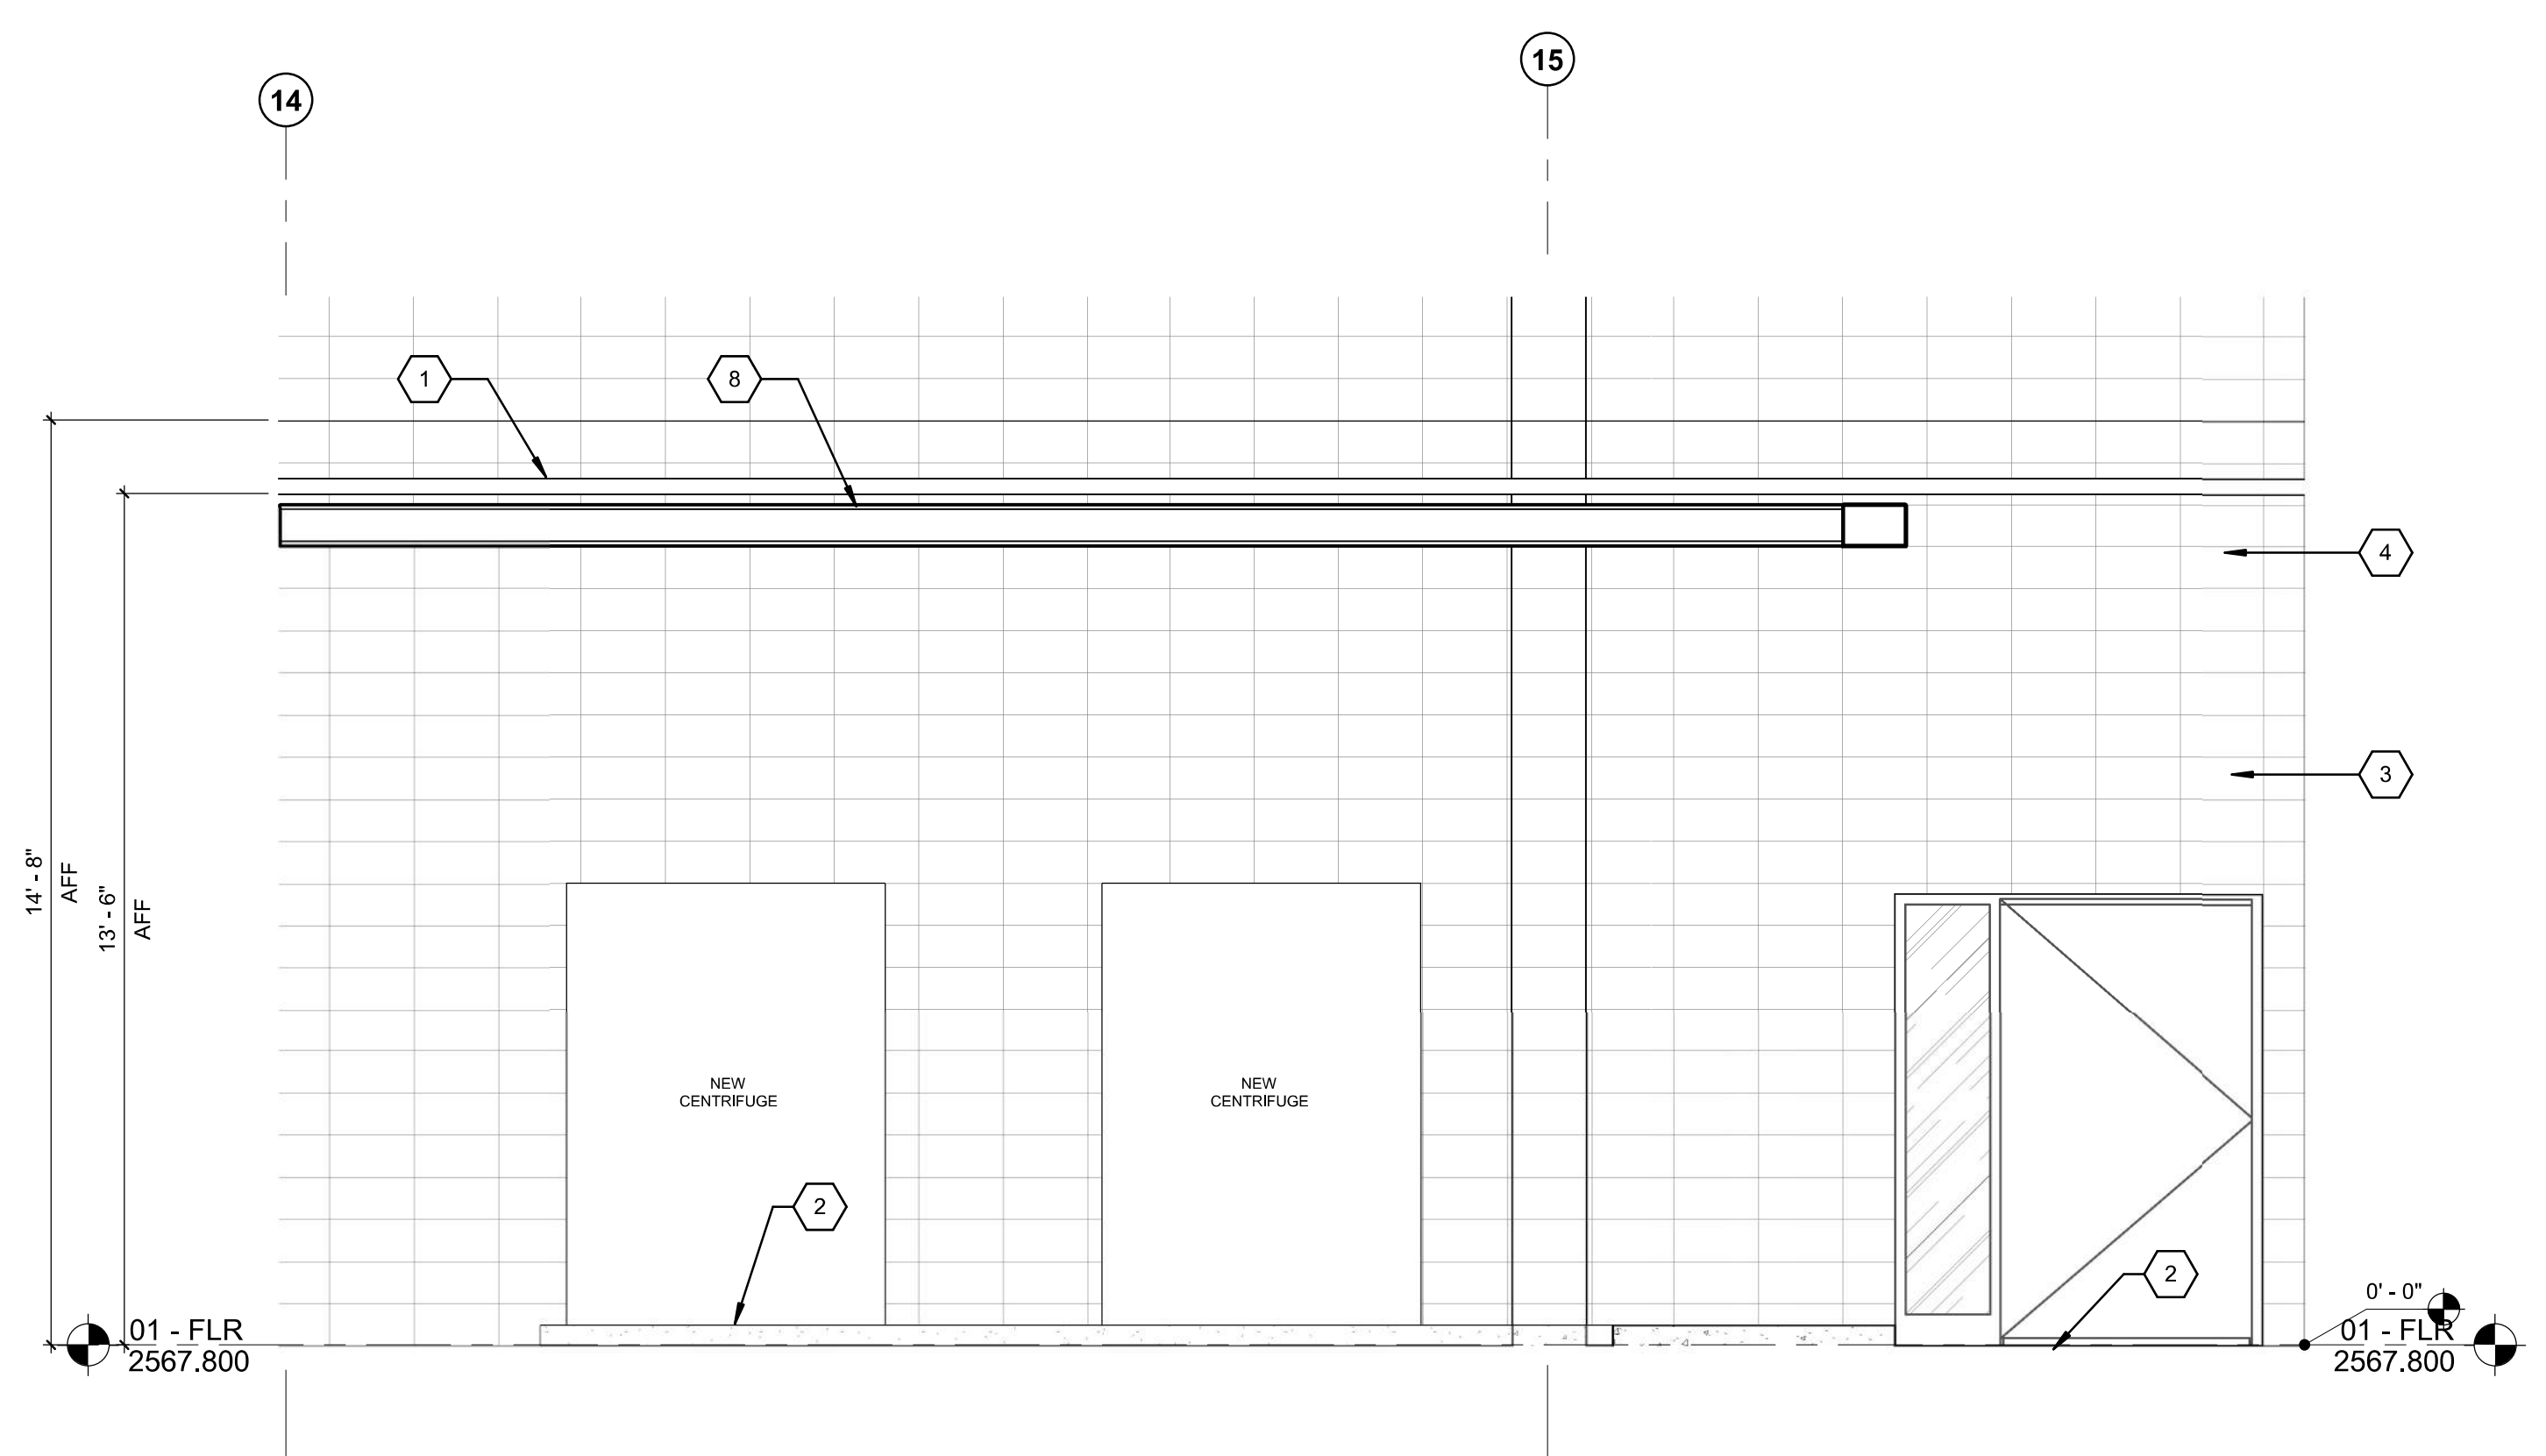 14
15
1
8
4
3
14' - 8"
AFF
13' - 6"
AFF
NEW
CENTRIFUGE
NEW
CENTRIFUGE
2
2
0' - 0"
01 - FLR
2567.800
01 - FLR
2567.800